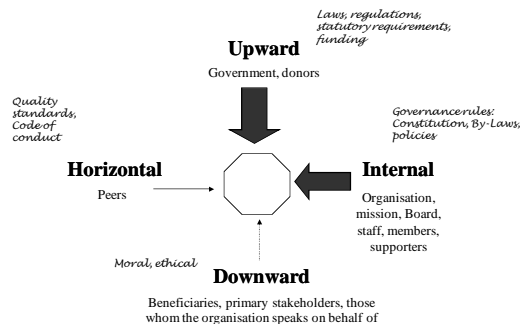 Laws, regulations,
statutory requirements,
funding
Upward
Government, donors
Quality
standards,
Code of
conduct
Governance rules:
Constitution, By-Laws,
policies
Horizontal
Peers
Internal
Organisation,
mission, Board,
staff, members,
supporters
Moral, ethical
Downward
Beneficiaries, primary stakeholders, those
whom the organisation speaks on behalf of